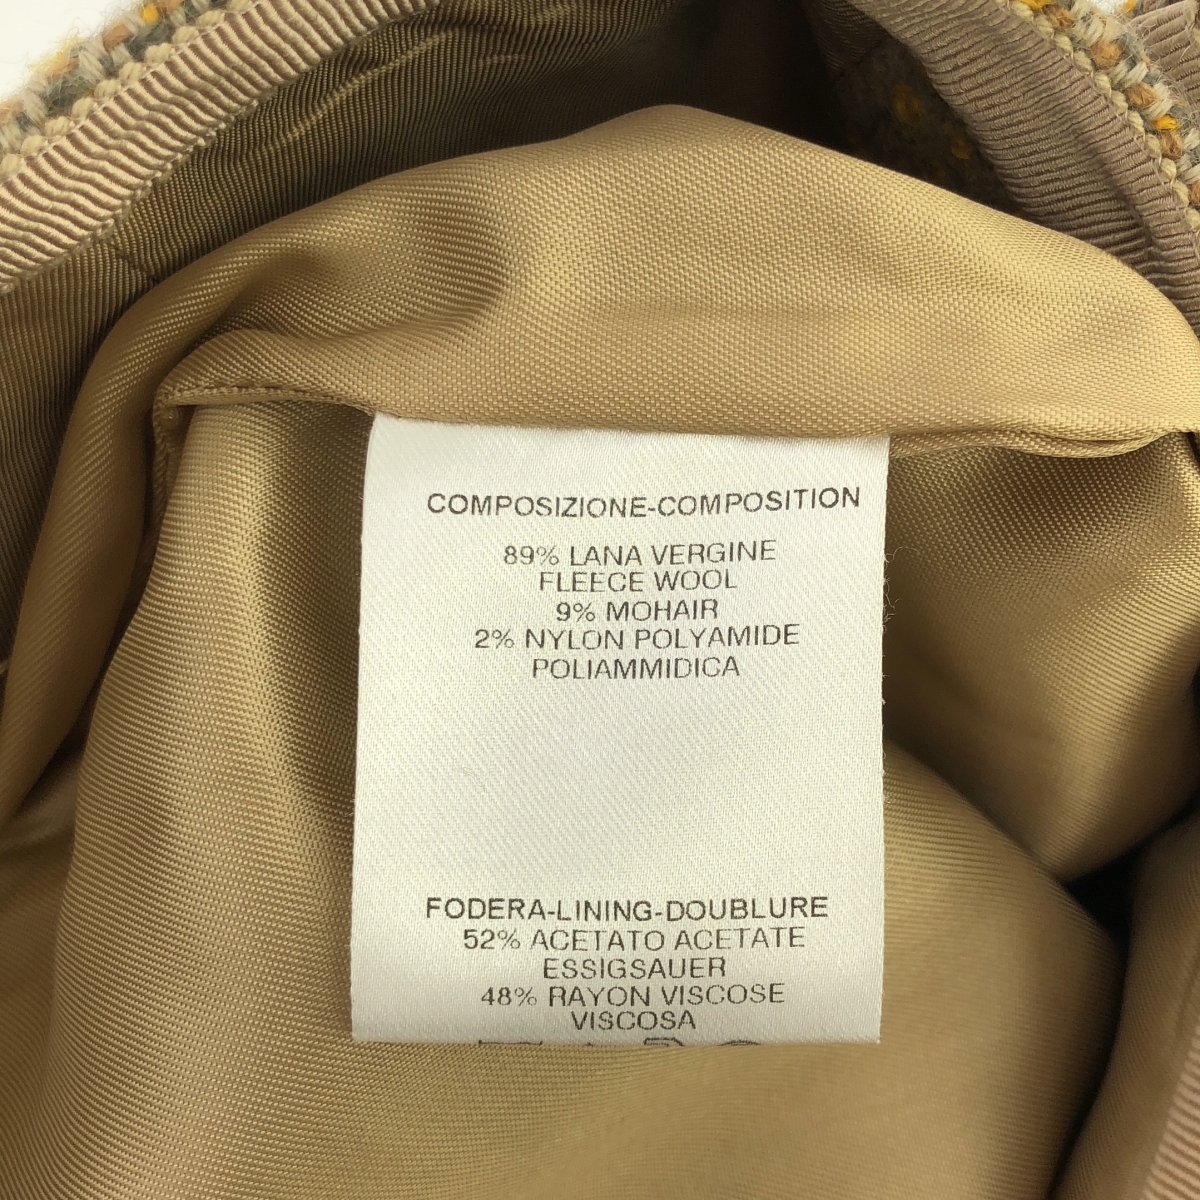 COMPOSIZIONE-COMPOSITION
89% LANA VERGINE
FLEECE WOOL
9% MOHAIR
2% NYLON POLYAMIDE
POLIAMMIDICA
FODERA-LINING-DOUBLURE
52% ACETATO ACETATE
ESSIGSAUER
48% RAYON VISCOSE
VISCOSA